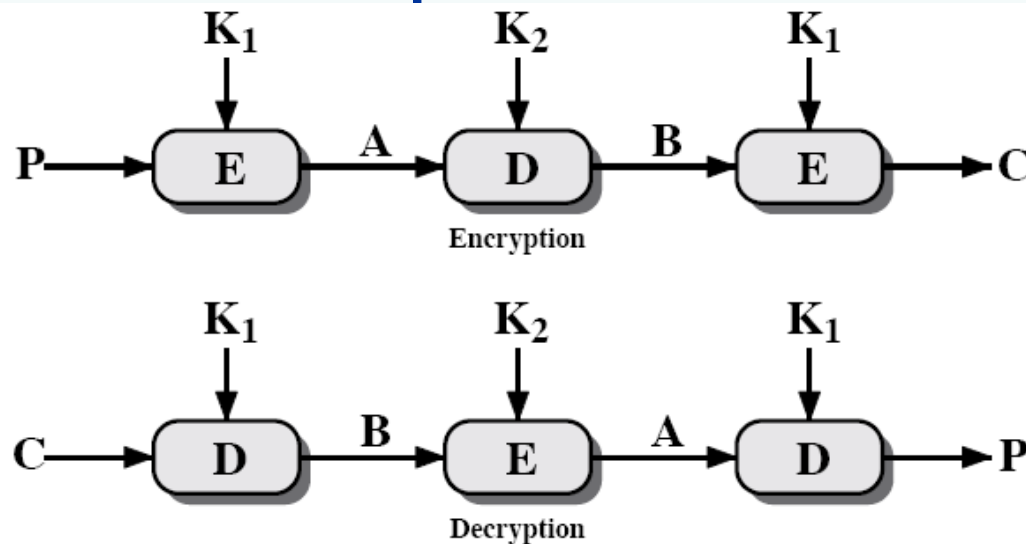 K₁ K₂ K₁
P E A D B E C
Encryption
K₁ K₂ K₁
C D B E A D P
Decryption